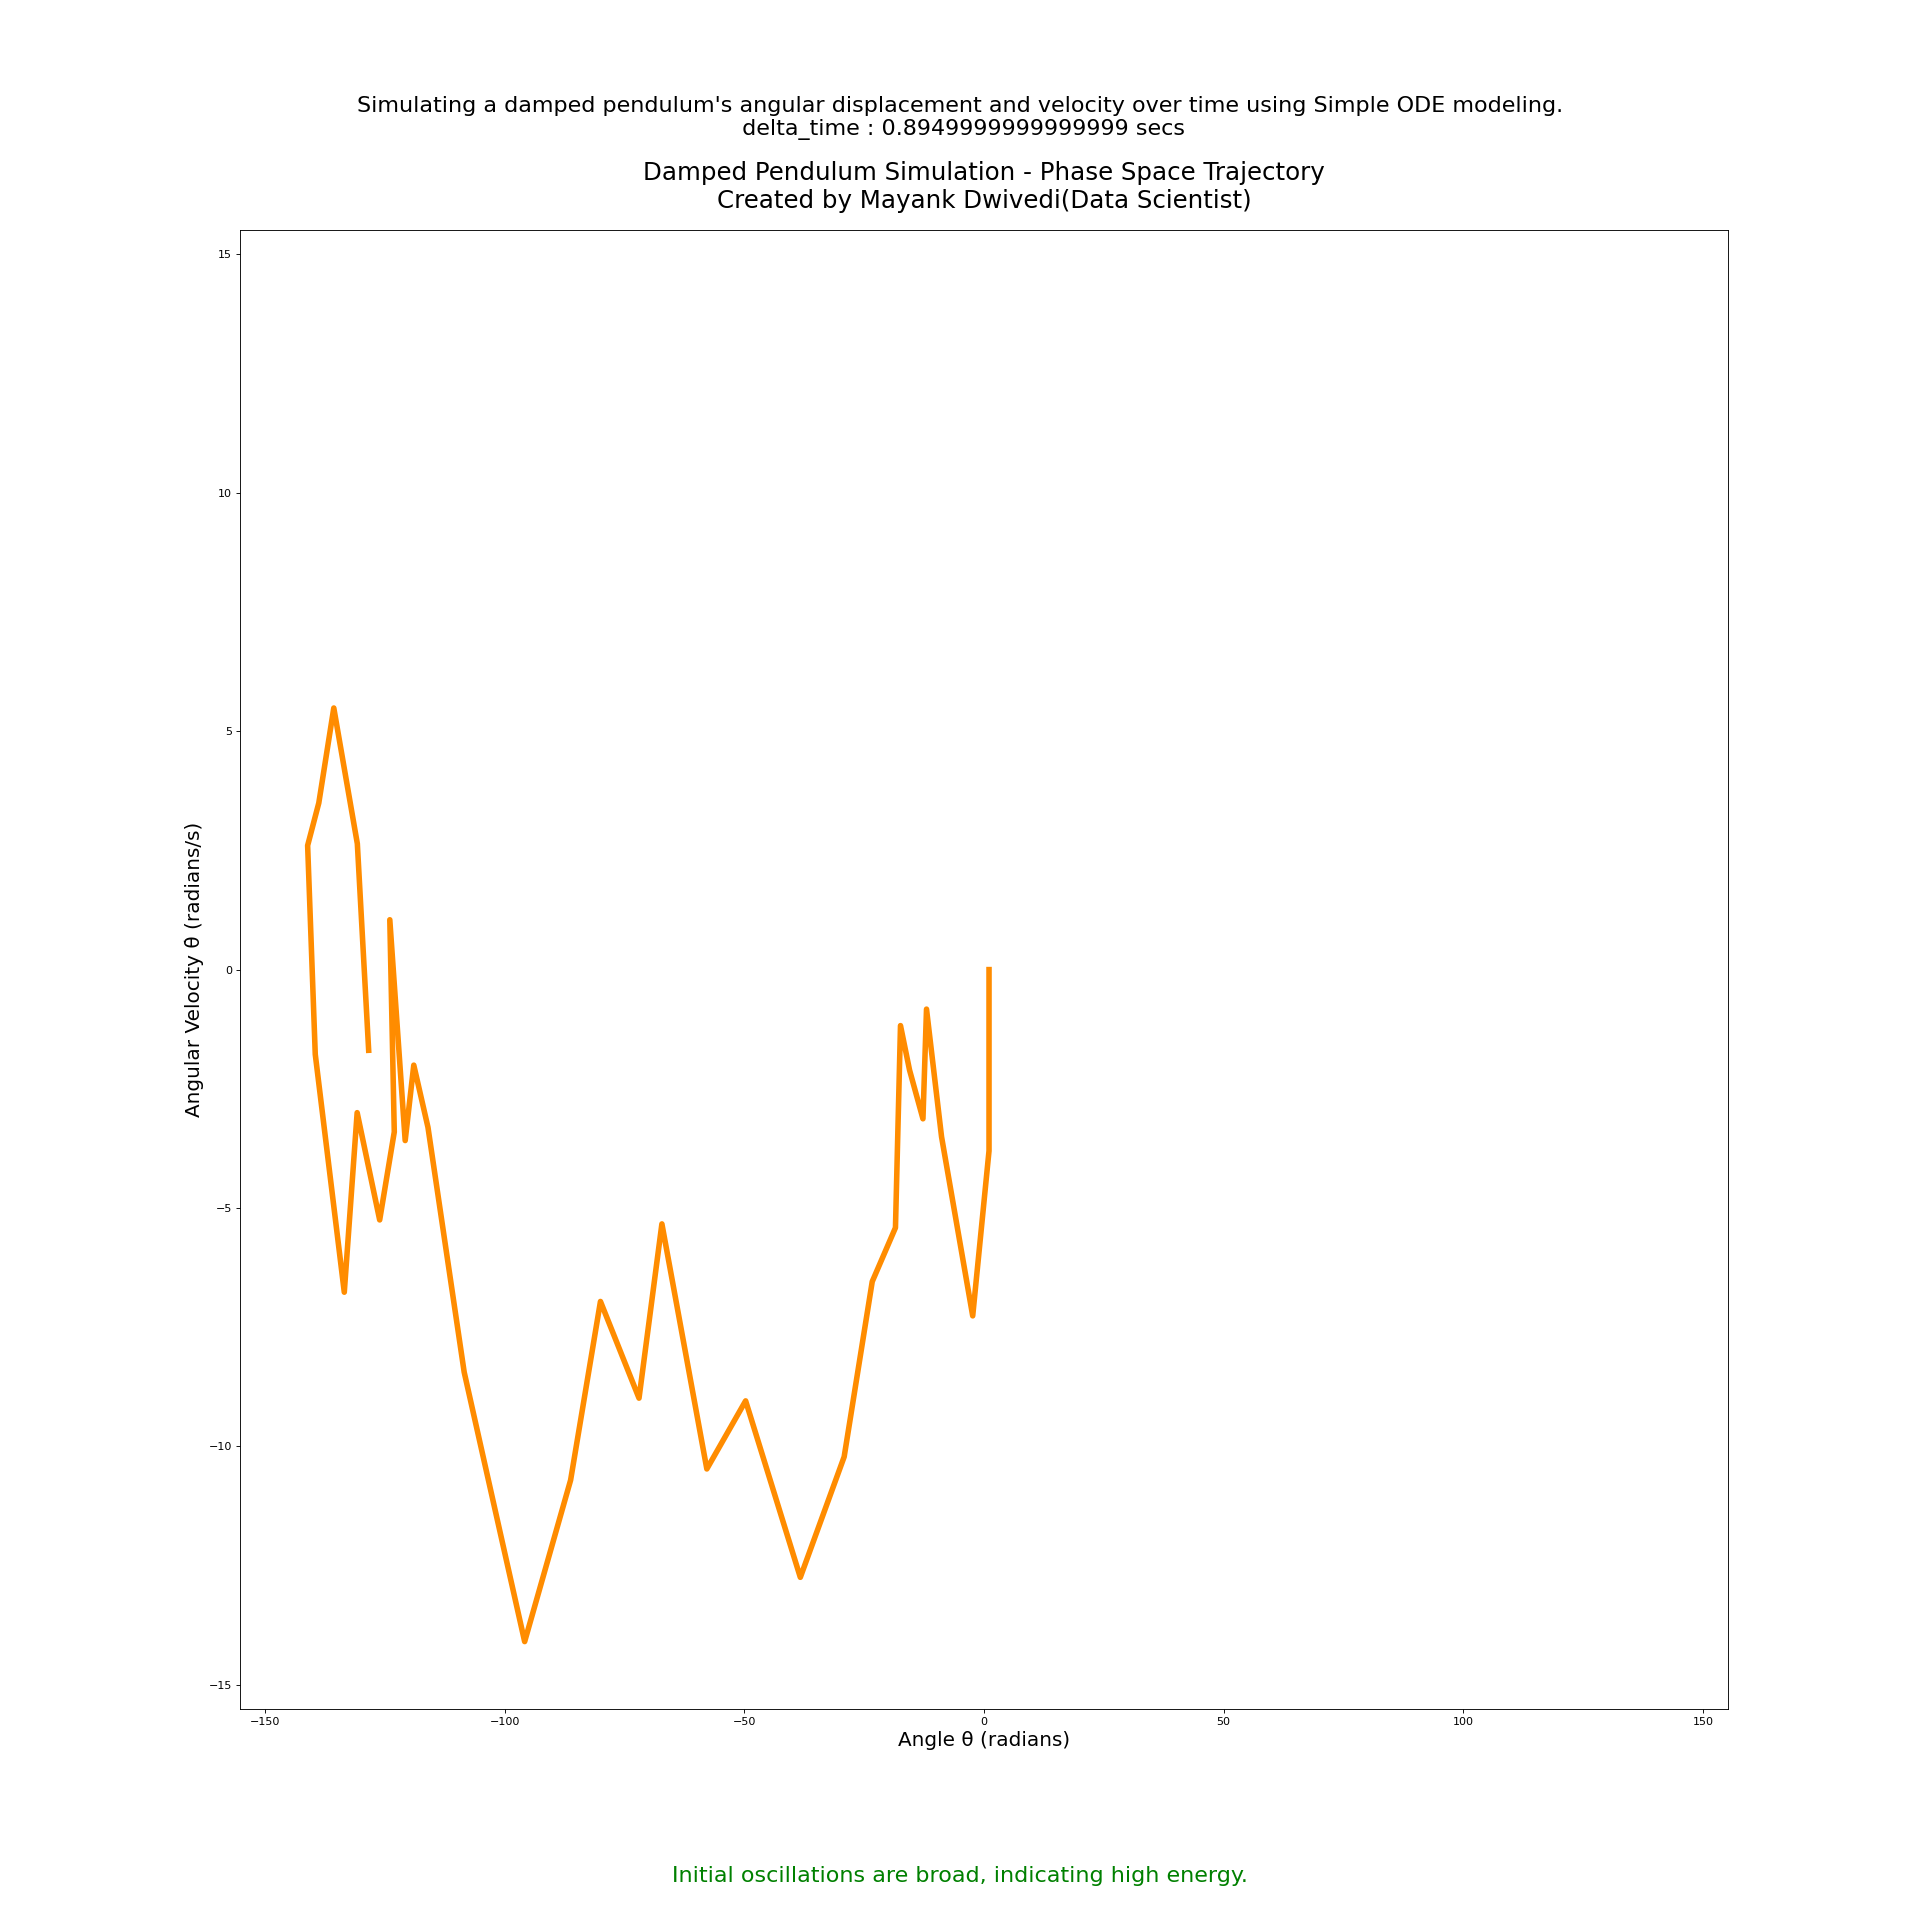 Simulating a damped pendulum's angular displacement and velocity over time using Simple ODE modeling.
delta_time : 0.8949999999999999 secs
Damped Pendulum Simulation - Phase Space Trajectory
Created by Mayank Dwivedi(Data Scientist)
15
10
5
0
−5
−10
−15
Angular Velocity θ (radians/s)
−150
−100
−50
0
50
100
150
Angle θ (radians)
Initial oscillations are broad, indicating high energy.